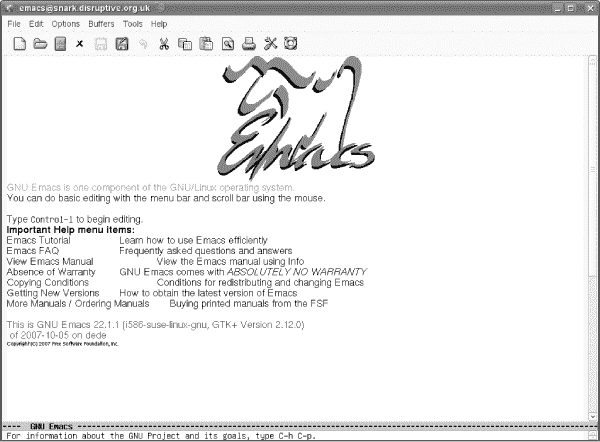 emacs@snark.disruptive.org.uk
File Edit Options Buffers Tools Help
Emacs
GNU Emacs is one component of the GNU/Linux operating system.
You can do basic editing with the menu bar and scroll bar using the mouse.
Type Control-l to begin editing.
Important Help menu items:
Emacs Tutorial Learn how to use Emacs efficiently
Emacs FAQ Frequently asked questions and answers
View Emacs Manual View the Emacs manual using Info
Absence of Warranty GNU Emacs comes with ABSOLUTELY NO WARRANTY
Copying Conditions Conditions for redistributing and changing Emacs
Getting New Versions How to obtain the latest version of Emacs
More Manuals / Ordering Manuals Buying printed manuals from the FSF
This is GNU Emacs 22.1.1 (i586-suse-linux-gnu, GTK+ Version 2.12.0)
of 2007-10-05 on dede
Copyright (C) 2007 Free Software Foundation, Inc.
---- GNU Emacs
For information about the GNU Project and its goals, type C-h C-p.